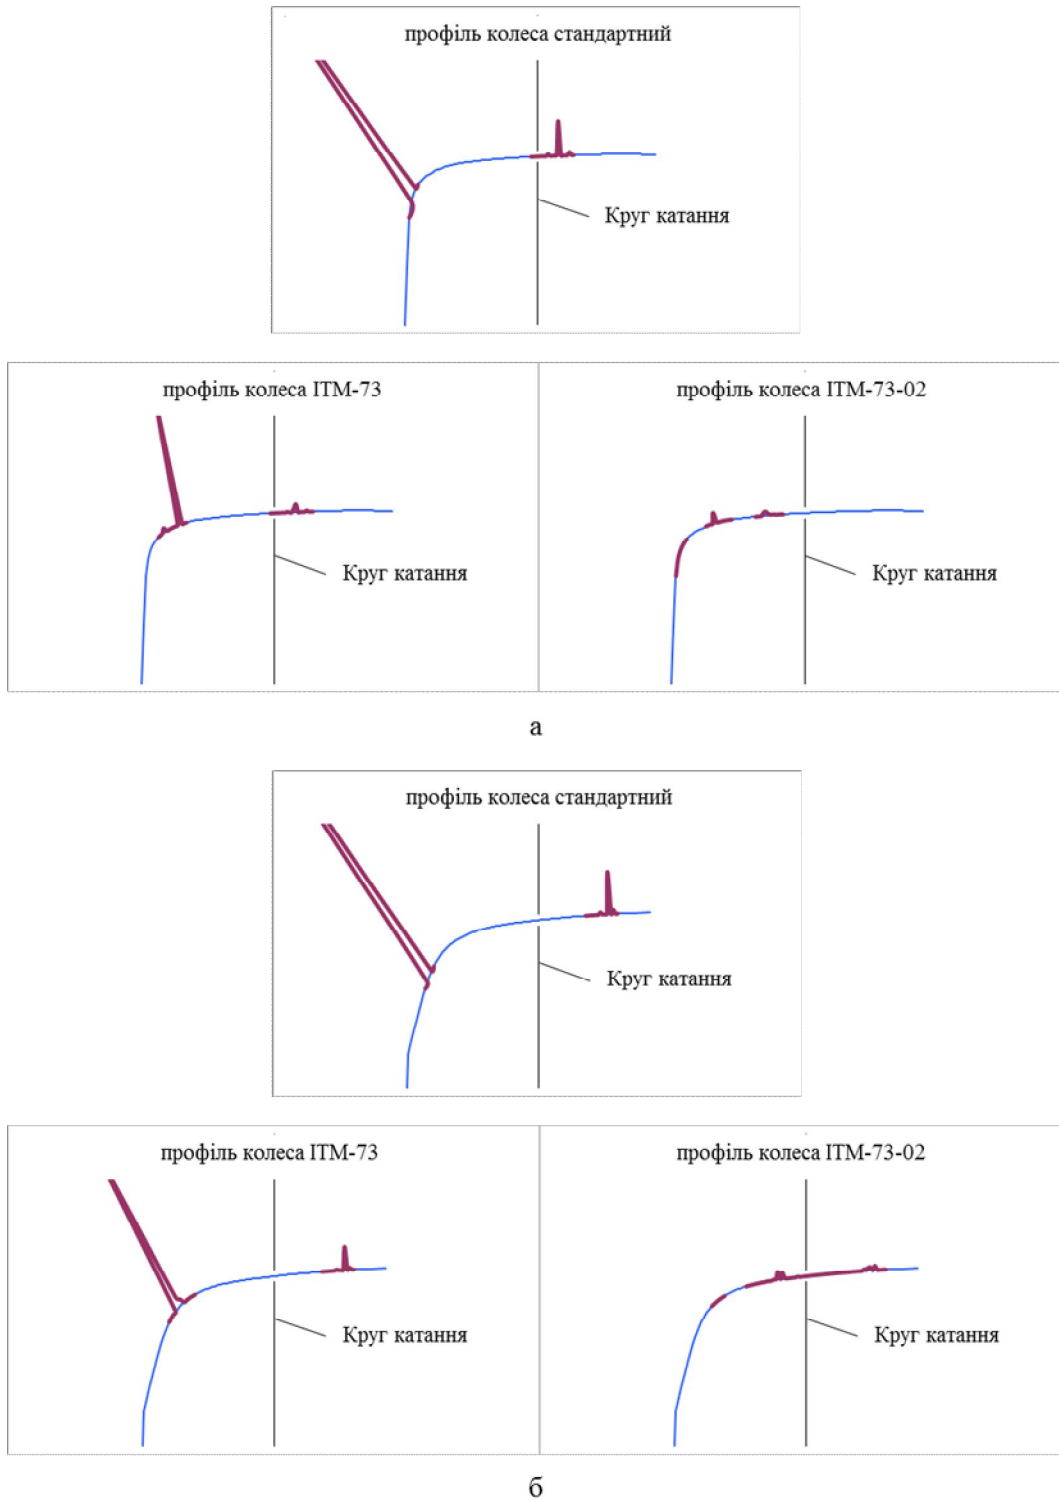 профіль колеса стандартний
Круг катання
профіль колеса ІТМ-73
профіль колеса ІТМ-73-02
Круг катання
Круг катання
а
профіль колеса стандартний
Круг катання
профіль колеса ІТМ-73
профіль колеса ІТМ-73-02
Круг катання
Круг катання
б